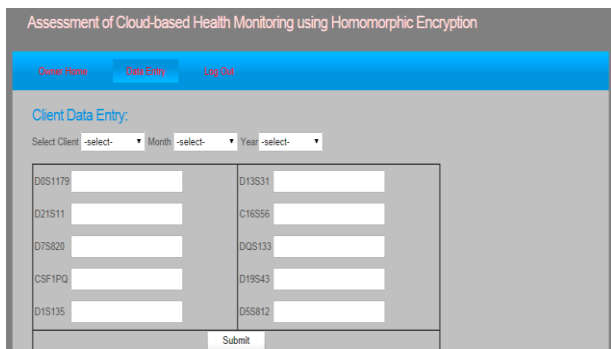 Assessment of Cloud-based Health Monitoring using Homomorphic Encryption
Owner Home Data Entry Log Out
Client Data Entry:
Select Client -select- Month -select- Year -select-
D0S1179 D13S31
D21S11 C16S56
D7S820 DQS133
CSF1PQ D19S43
D1S135 D5S812
Submit